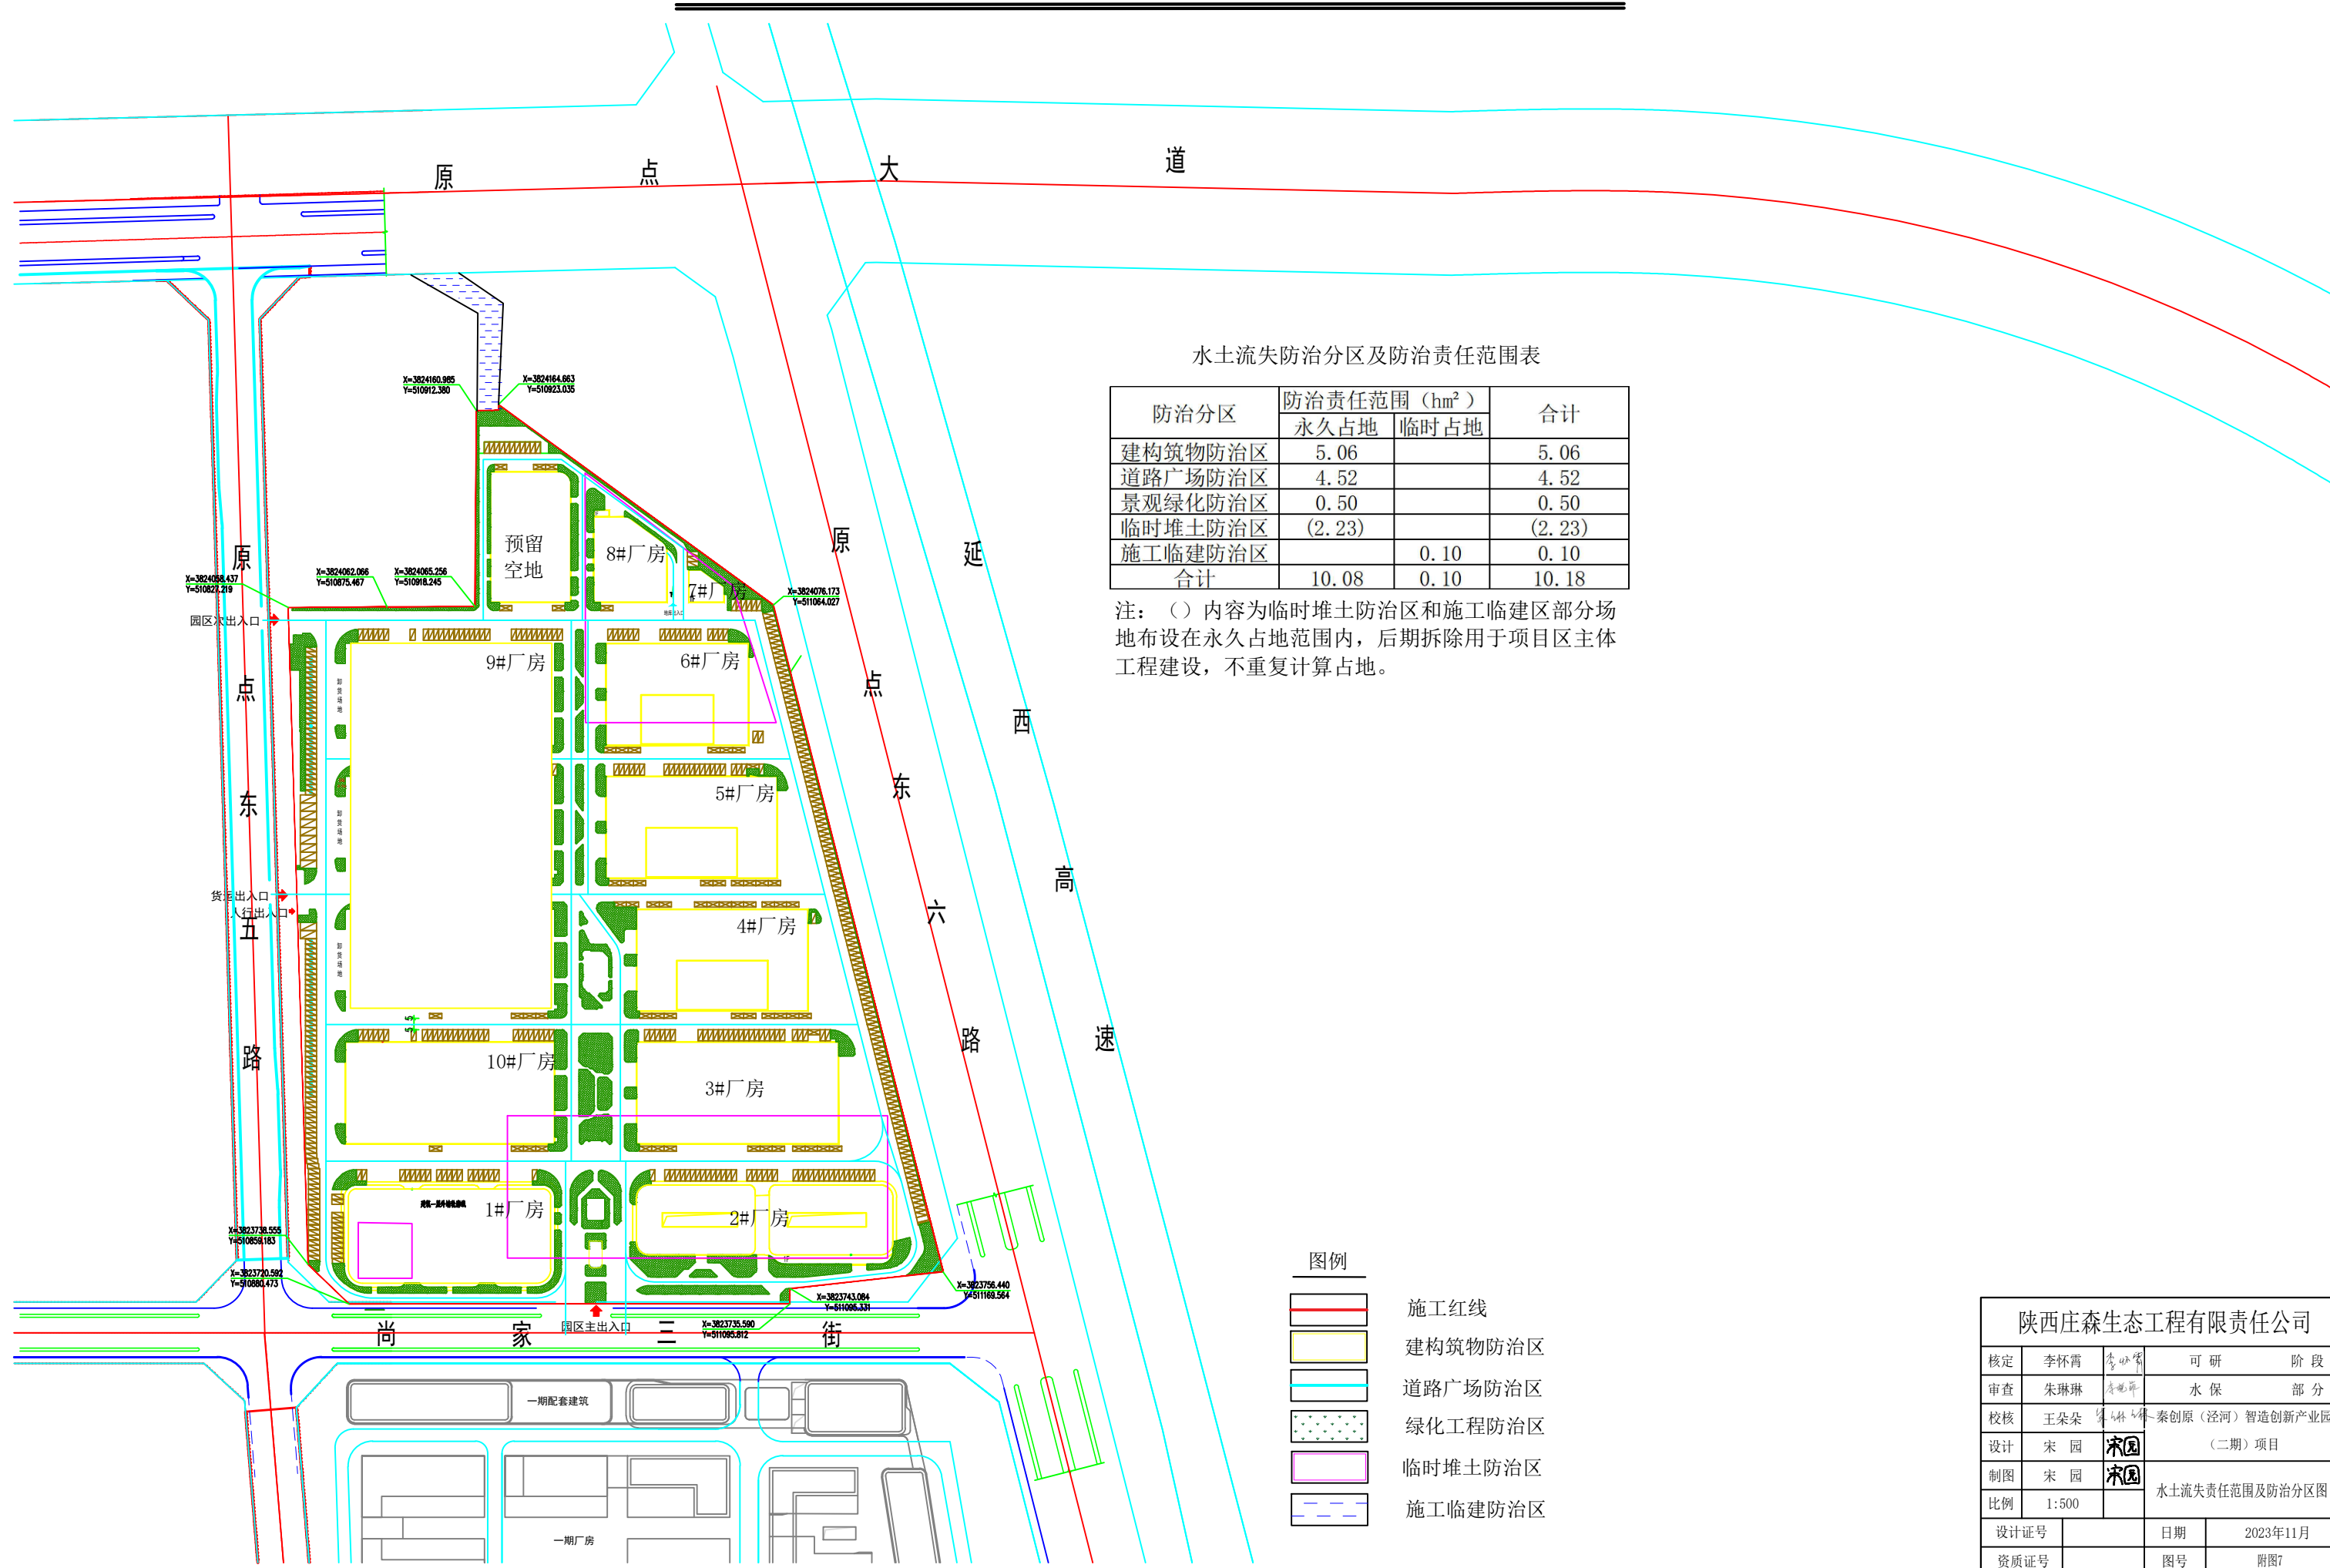 原 点 大 道
X=3824160.985
Y=510912.380
X=3824164.663
Y=510923.035
水土流失防治分区及防治责任范围表
防治分区 防治责任范围（hm²） 合计
永久占地 临时占地
建构筑物防治区 5.06 5.06
道路广场防治区 4.52 4.52
景观绿化防治区 0.50 0.50
临时堆土防治区 (2.23) (2.23)
施工临建防治区 0.10 0.10
合计 10.08 0.10 10.18
注：（）内容为临时堆土防治区和施工临建区部分场
地布设在永久占地范围内，后期拆除用于项目区主体
工程建设，不重复计算占地。
原 点 东 五 路
原 点 东 六 路
延 西 高 速
X=3824058.437
Y=510827.219
X=3824062.066
Y=510875.467
X=3824065.256
Y=510918.245
X=3824076.173
Y=511064.027
预留
空地
8#厂房
7#厂房
园区次出入口
9#厂房
6#厂房
卸货场地
5#厂房
卸货场地
货运出入口
人行出入口
4#厂房
卸货场地
5 5
10#厂房
3#厂房
1#厂房
2#厂房
X=3823738.555
Y=510859.183
X=3823720.592
Y=510880.473
X=3823743.084
Y=511095.331
X=3823735.590
Y=511095.612
X=3823756.440
Y=511169.564
园区主出入口
尚 家 三 街
一期配套建筑
一期厂房
图例
施工红线
建构筑物防治区
道路广场防治区
绿化工程防治区
临时堆土防治区
施工临建防治区
陕西庄森生态工程有限责任公司
核定 李怀霄 可 研 阶 段
审查 朱琳琳 水 保 部 分
校核 王朵朵 秦创原（泾河）智造创新产业园
设计 宋 园 宋园 （二期）项目
制图 宋 园 宋园
水土流失责任范围及防治分区图
比例 1:500
设计证号 日期 2023年11月
资质证号 图号 附图7